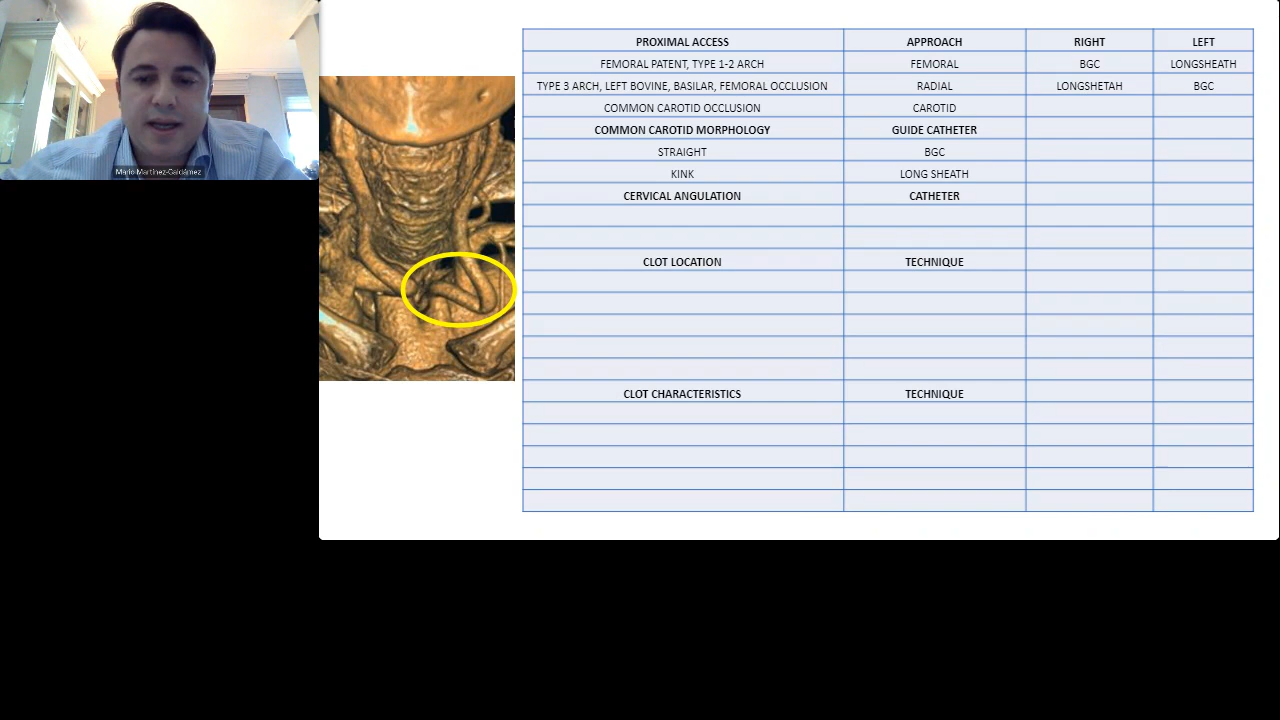 Mario Martínez-Galdámez
PROXIMAL ACCESS APPROACH RIGHT LEFT
FEMORAL PATENT, TYPE 1-2 ARCH FEMORAL BGC LONGSHEATH
TYPE 3 ARCH, LEFT BOVINE, BASILAR, FEMORAL OCCLUSION RADIAL LONGSHETAH BGC
COMMON CAROTID OCCLUSION CAROTID
COMMON CAROTID MORPHOLOGY GUIDE CATHETER
STRAIGHT BGC
KINK LONG SHEATH
CERVICAL ANGULATION CATHETER
CLOT LOCATION TECHNIQUE
CLOT CHARACTERISTICS TECHNIQUE